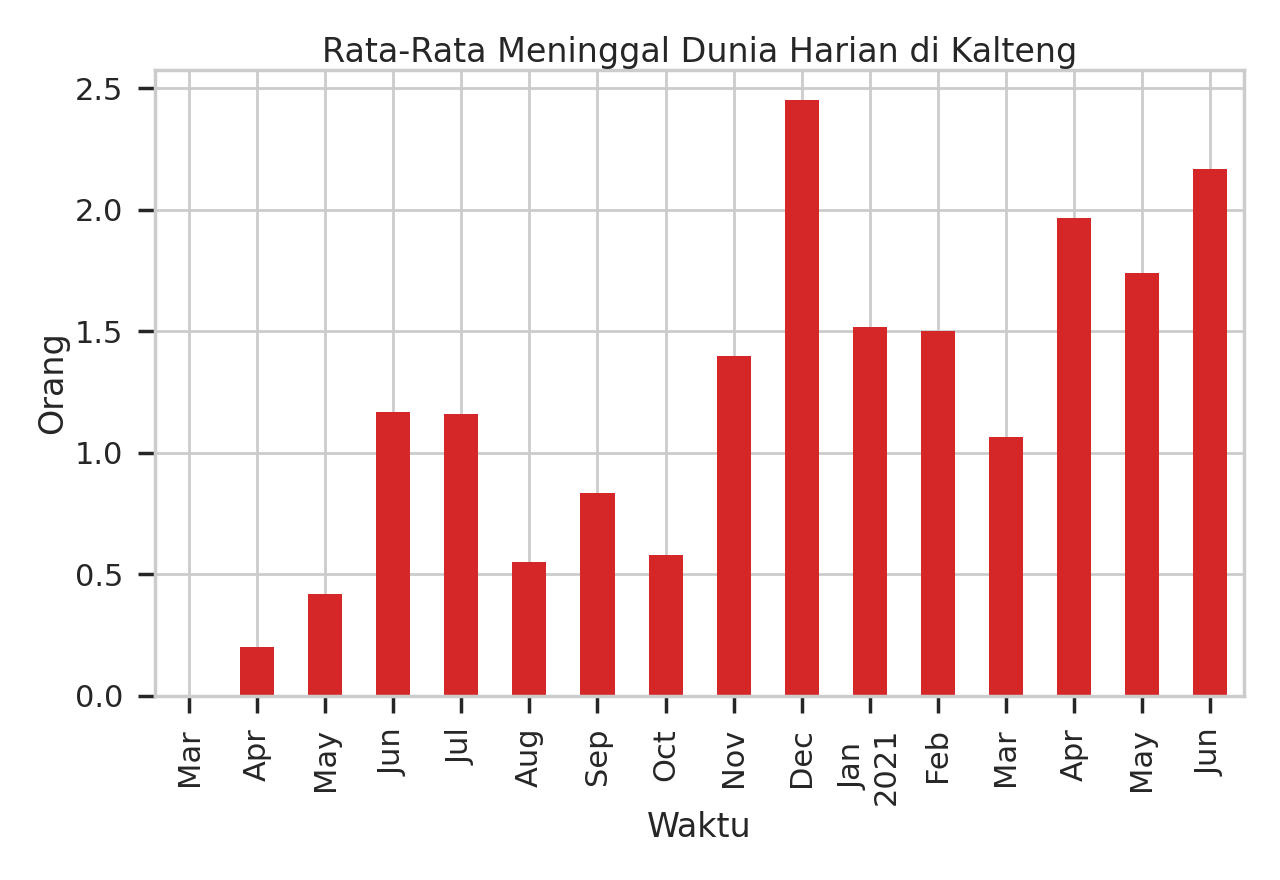 Rata-Rata Meninggal Dunia Harian di Kalteng
2.5
2.0
1.5
1.0
0.5
0.0
Orang
Mar
Apr
May
Jun
Jul
Aug
Sep
Oct
Nov
Dec
Jan
2021
Feb
Mar
Apr
May
Jun
Waktu